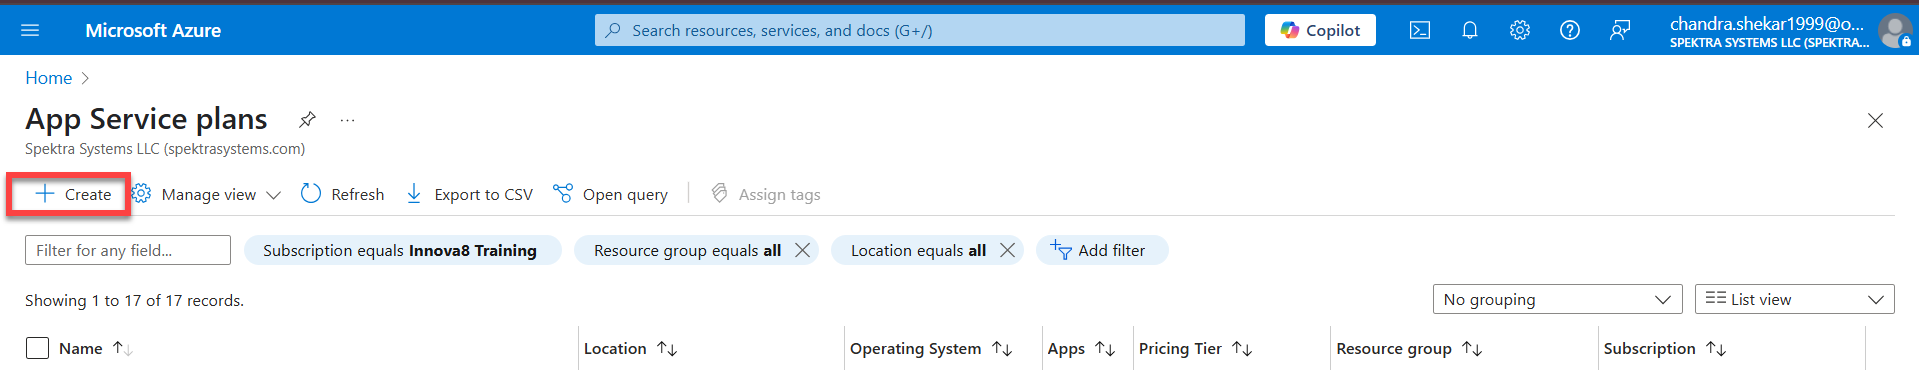 Microsoft Azure
Search resources, services, and docs (G+/)
Copilot
chandra.shekar1999@o...
SPEKTRA SYSTEMS LLC (SPEKTRA...
Home
App Service plans
...
Spektra Systems LLC (spektrasystems.com)
Create
Manage view
Refresh
Export to CSV
Open query
Assign tags
Filter for any field...
Subscription equals Innova8 Training
Resource group equals all
Location equals all
Add filter
Showing 1 to 17 of 17 records.
No grouping
List view
Name
Location
Operating System
Apps
Pricing Tier
Resource group
Subscription